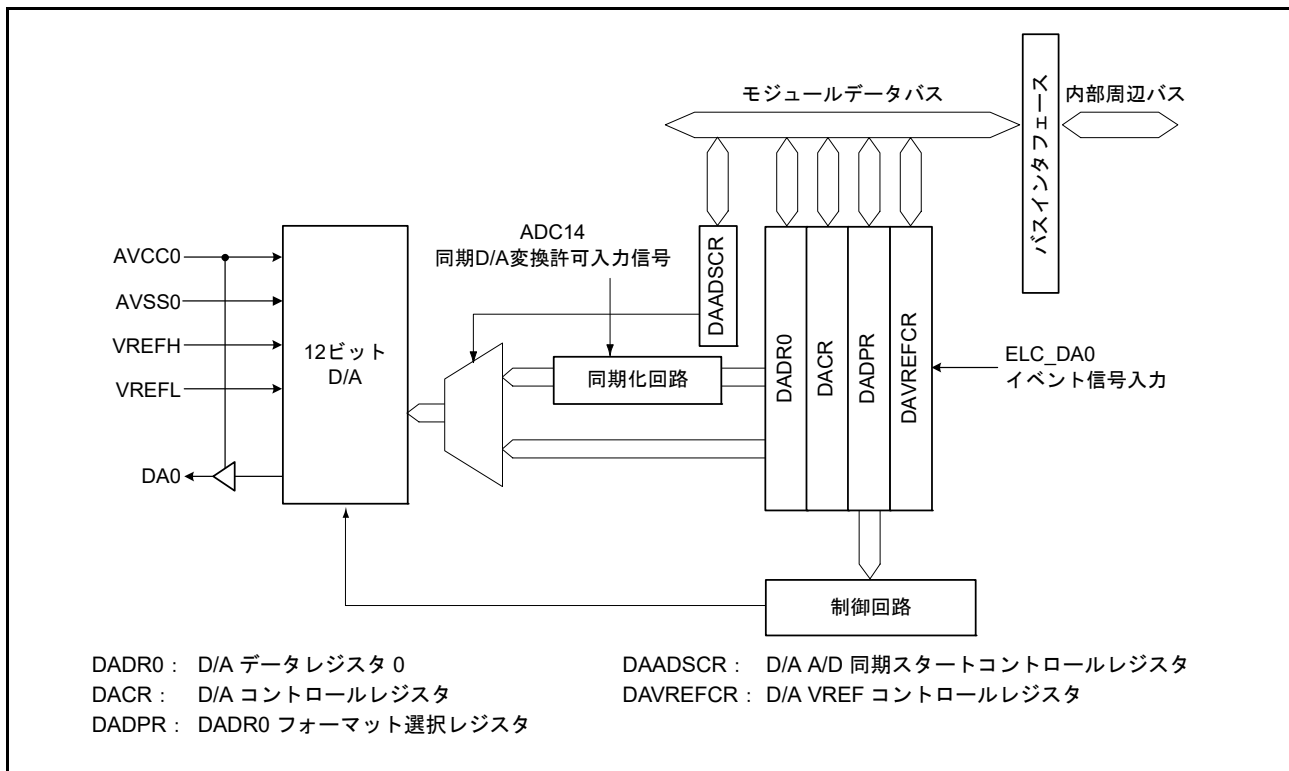 モジュールデータバス
内部周辺バス
バスインタフェース
ADC14
同期D/A変換許可入力信号
DAADSCR
AVCC0
AVSS0
VREFH
VREFL
DA0
12ビット
D/A
同期化回路
DADR0
DACR
DADPR
DAVREFCR
ELC_DA0
イベント信号入力
制御回路
DADR0： D/A データレジスタ 0
DACR： D/A コントロールレジスタ
DADPR： DADR0 フォーマット選択レジスタ
DAADSCR： D/A A/D 同期スタートコントロールレジスタ
DAVREFCR： D/A VREF コントロールレジスタ